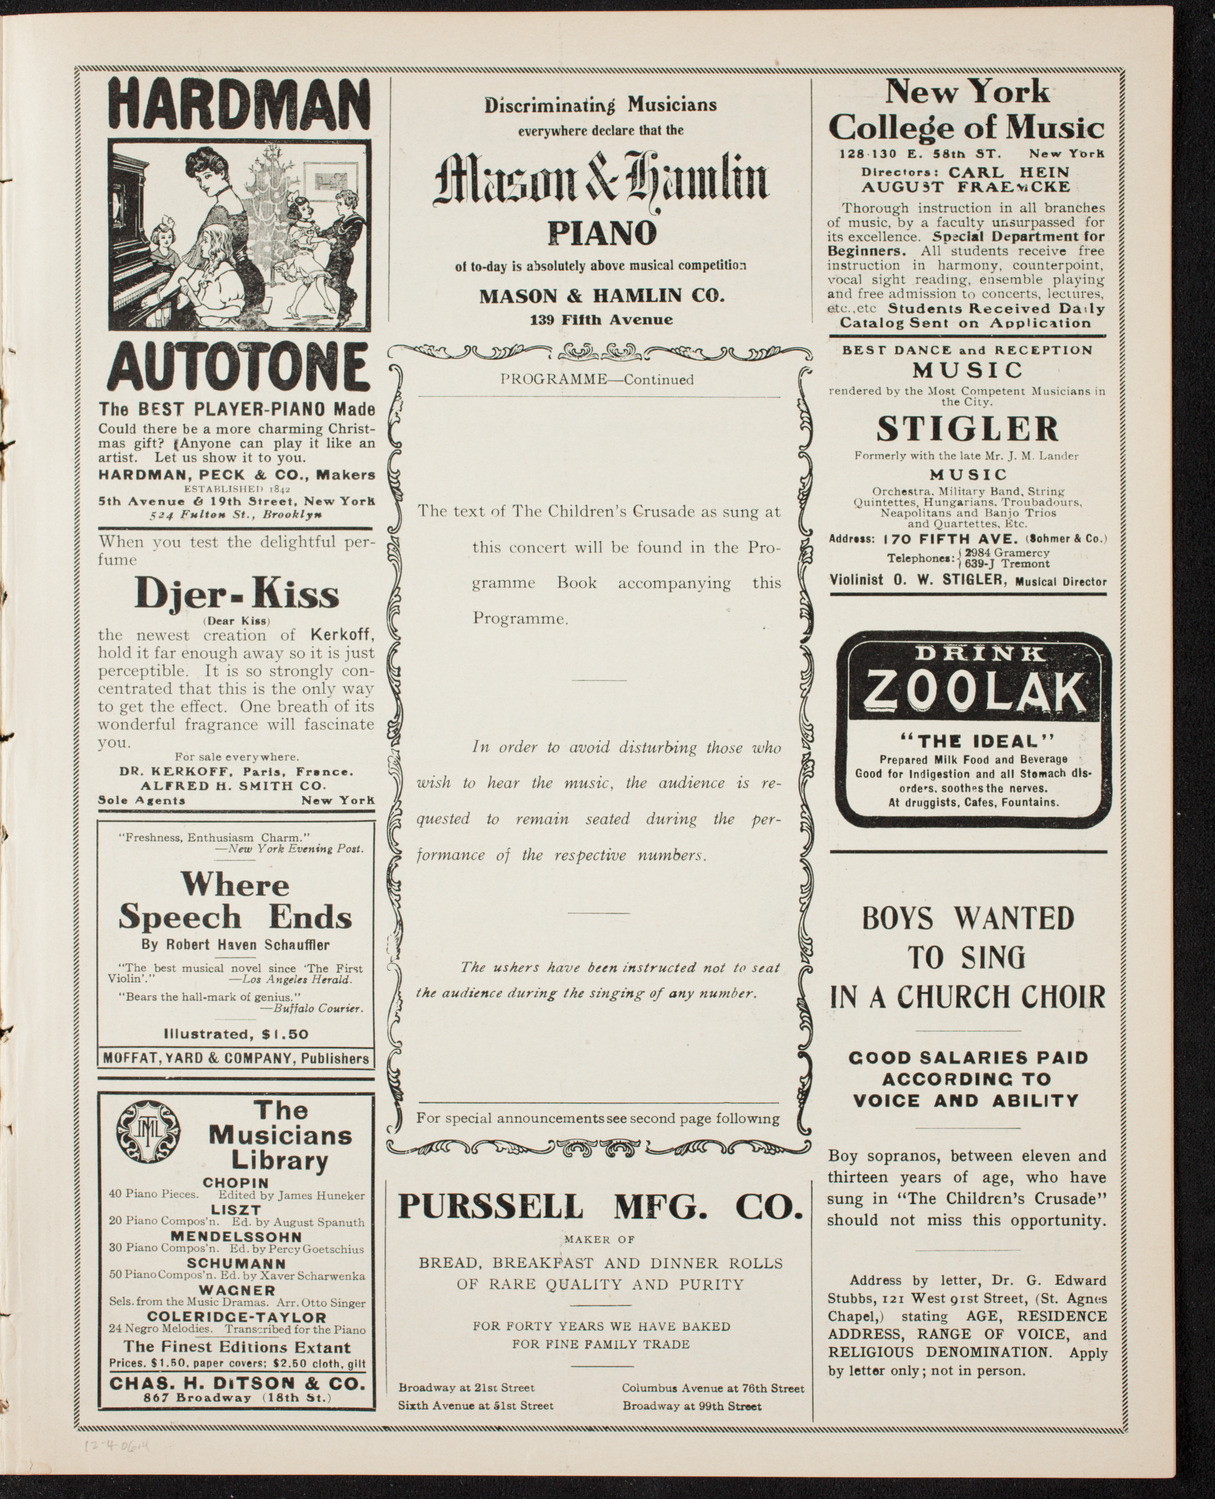 HARDMAN
AUTOTONE
The BEST PLAYER-PIANO Made
Could there be a more charming Christ-
mas gift? (Anyone can play it like an
artist. Let us show it to you.
HARDMAN, PECK & CO., Makers
ESTABLISHED 1842
5th Avenue & 19th Street, New York
524 Fulton St., Brooklyn
When you test the delightful per-
fume
Djer-Kiss
(Dear Kiss)
the newest creation of Kerkoff,
hold it far enough away so it is just
perceptible. It is so strongly con-
centrated that this is the only way
to get the effect. One breath of its
wonderful fragrance will fascinate
you.
For sale everywhere.
DR. KERKOFF, Paris, France.
ALFRED H. SMITH CO.
Sole Agents New York
"Freshness, Enthusiasm Charm."
—New York Evening Post.
Where
Speech Ends
By Robert Haven Schauffler
"The best musical novel since 'The First
Violin'." —Los Angeles Herald.
"Bears the hall-mark of genius."
—Buffalo Courier.
Illustrated, $1.50
MOFFAT, YARD & COMPANY, Publishers
The
Musicians
Library
CHOPIN
40 Piano Pieces. Edited by James Huneker
LISZT
20 Piano Compos'n. Ed. by August Spanuth
MENDELSSOHN
30 Piano Compos'n. Ed. by Percy Goetschius
SCHUMANN
50 Piano Compos'n. Ed. by Xaver Scharwenka
WAGNER
Sels. from the Music Dramas. Arr. Otto Singer
COLERIDGE-TAYLOR
24 Negro Melodies. Transcribed for the Piano
The Finest Editions Extant
Prices, $1.50, paper covers; $2.50 cloth, gilt
CHAS. H. DITSON & CO.
867 Broadway (18th St.)
Discriminating Musicians
everywhere declare that the
Mason & Hamlin
PIANO
of to-day is absolutely above musical competition
MASON & HAMLIN CO.
139 Fifth Avenue
PROGRAMME—Continued
The text of The Children's Crusade as sung at
this concert will be found in the Pro-
gramme Book accompanying this
Programme.
In order to avoid disturbing those who
wish to hear the music, the audience is re-
quested to remain seated during the per-
formance of the respective numbers.
The ushers have been instructed not to seat
the audience during the singing of any number.
For special announcements see second page following
PURSSELL MFG. CO.
MAKER OF
BREAD, BREAKFAST AND DINNER ROLLS
OF RARE QUALITY AND PURITY
FOR FORTY YEARS WE HAVE BAKED
FOR FINE FAMILY TRADE
Broadway at 21st Street Columbus Avenue at 76th Street
Sixth Avenue at 51st Street Broadway at 99th Street
New York
College of Music
128-130 E. 58th ST. New York
Directors: CARL HEIN
AUGUST FRAEMCKE
Thorough instruction in all branches
of music, by a faculty unsurpassed for
its excellence. Special Department for
Beginners. All students receive free
instruction in harmony, counterpoint,
vocal sight reading, ensemble playing
and free admission to concerts, lectures,
etc., etc Students Received Daily
Catalog Sent on Application
BEST DANCE and RECEPTION
MUSIC
rendered by the Most Competent Musicians in
the City.
STIGLER
Formerly with the late Mr. J. M. Lander
MUSIC
Orchestra, Military Band, String
Quintettes, Hungarians, Troubadours,
Neapolitans and Banjo Trios
and Quartettes, Etc.
Address: 170 FIFTH AVE. (Sohmer & Co.)
Telephones: { 2984 Gramercy
639-J Tremont
Violinist O. W. STIGLER, Musical Director
DRINK
ZOOLAK
"THE IDEAL"
Prepared Milk Food and Beverage
Good for Indigestion and all Stomach dis-
orders, soothes the nerves.
At druggists, Cafes, Fountains.
BOYS WANTED
TO SING
IN A CHURCH CHOIR
GOOD SALARIES PAID
ACCORDING TO
VOICE AND ABILITY
Boy sopranos, between eleven and
thirteen years of age, who have
sung in "The Children's Crusade"
should not miss this opportunity.
Address by letter, Dr. G. Edward
Stubbs, 121 West 91st Street, (St. Agnes
Chapel,) stating AGE, RESIDENCE
ADDRESS, RANGE OF VOICE, and
RELIGIOUS DENOMINATION. Apply
by letter only; not in person.